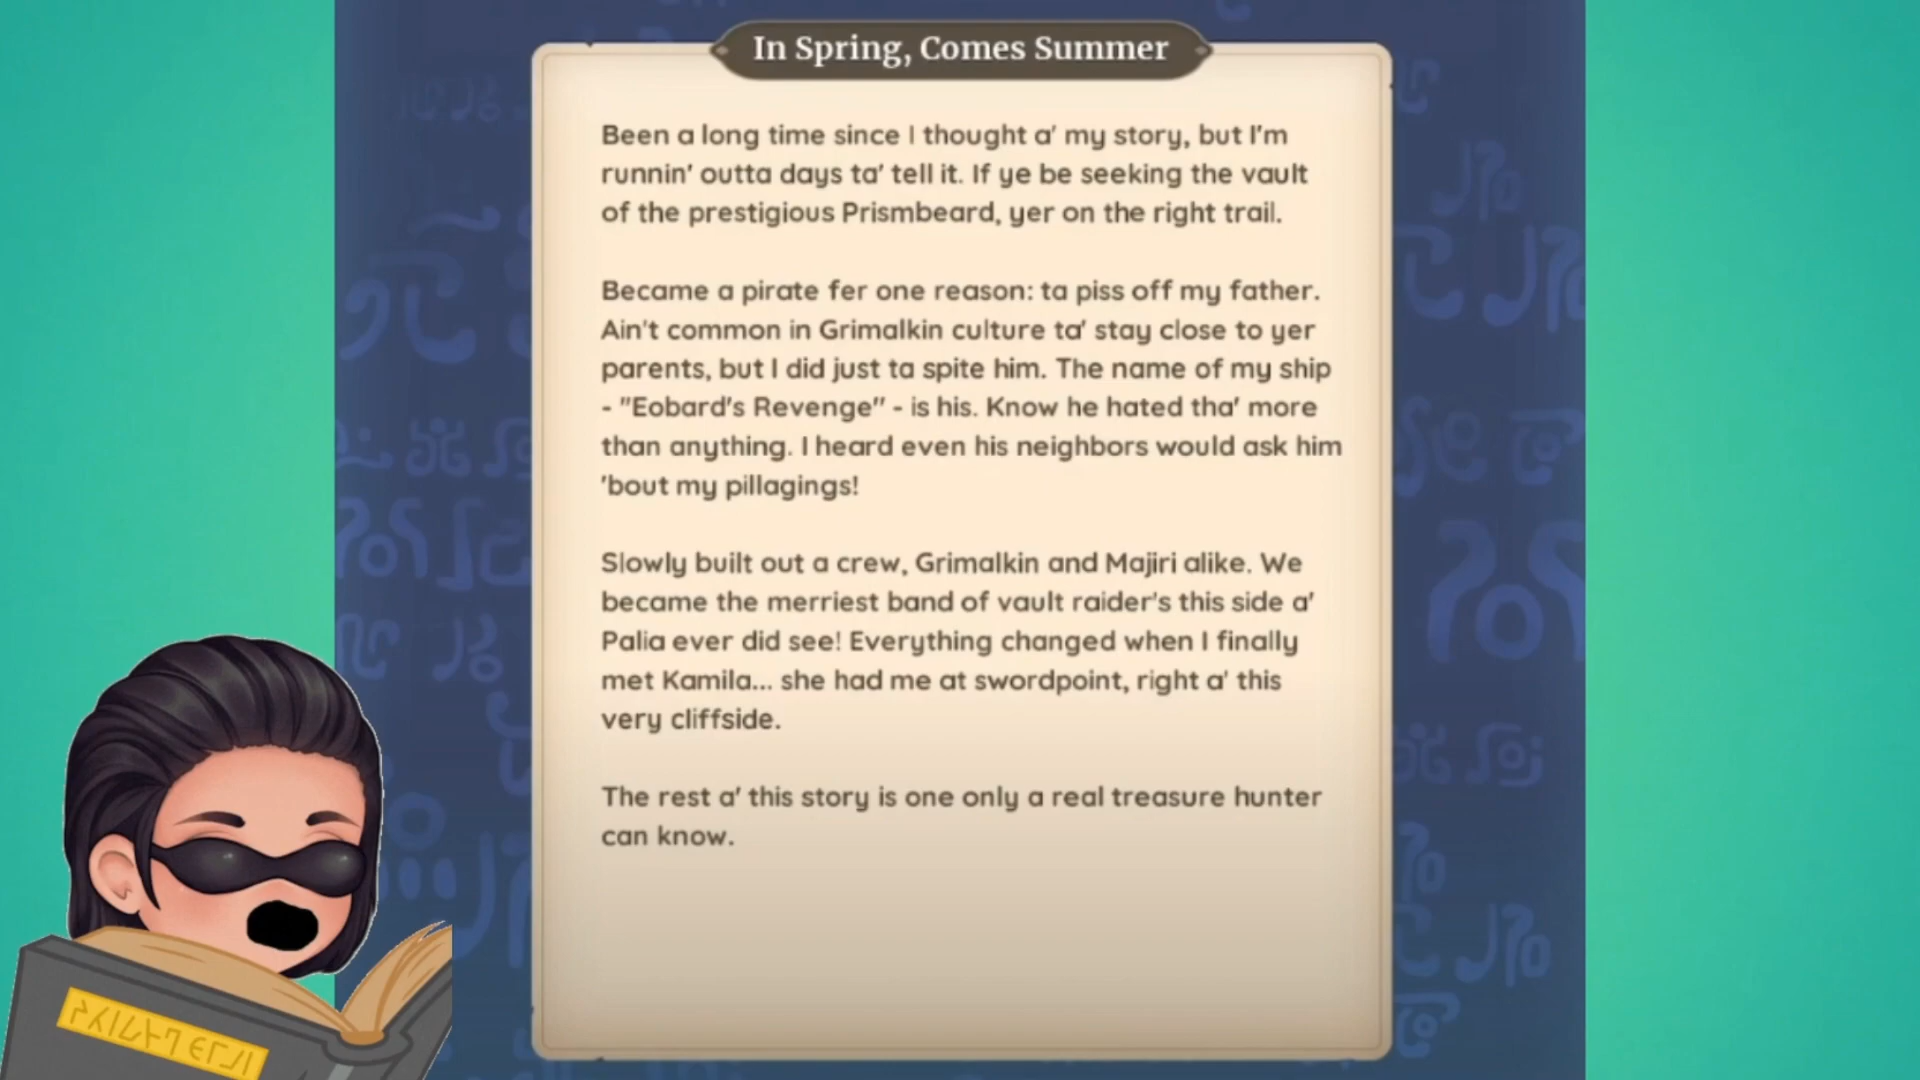 In Spring, Comes Summer
Been a long time since I thought a' my story, but I'm
runnin' outta days ta' tell it. If ye be seeking the vault
of the prestigious Prismbeard, yer on the right trail.
Became a pirate fer one reason: ta piss off my father.
Ain't common in Grimalkin culture ta' stay close to yer
parents, but I did just ta spite him. The name of my ship
- "Eobard's Revenge" - is his. Know he hated tha' more
than anything. I heard even his neighbors would ask him
'bout my pillagings!
Slowly built out a crew, Grimalkin and Majiri alike. We
became the merriest band of vault raider's this side a'
Palia ever did see! Everything changed when I finally
met Kamila... she had me at swordpoint, right a' this
very cliffside.
The rest a' this story is one only a real treasure hunter
can know.